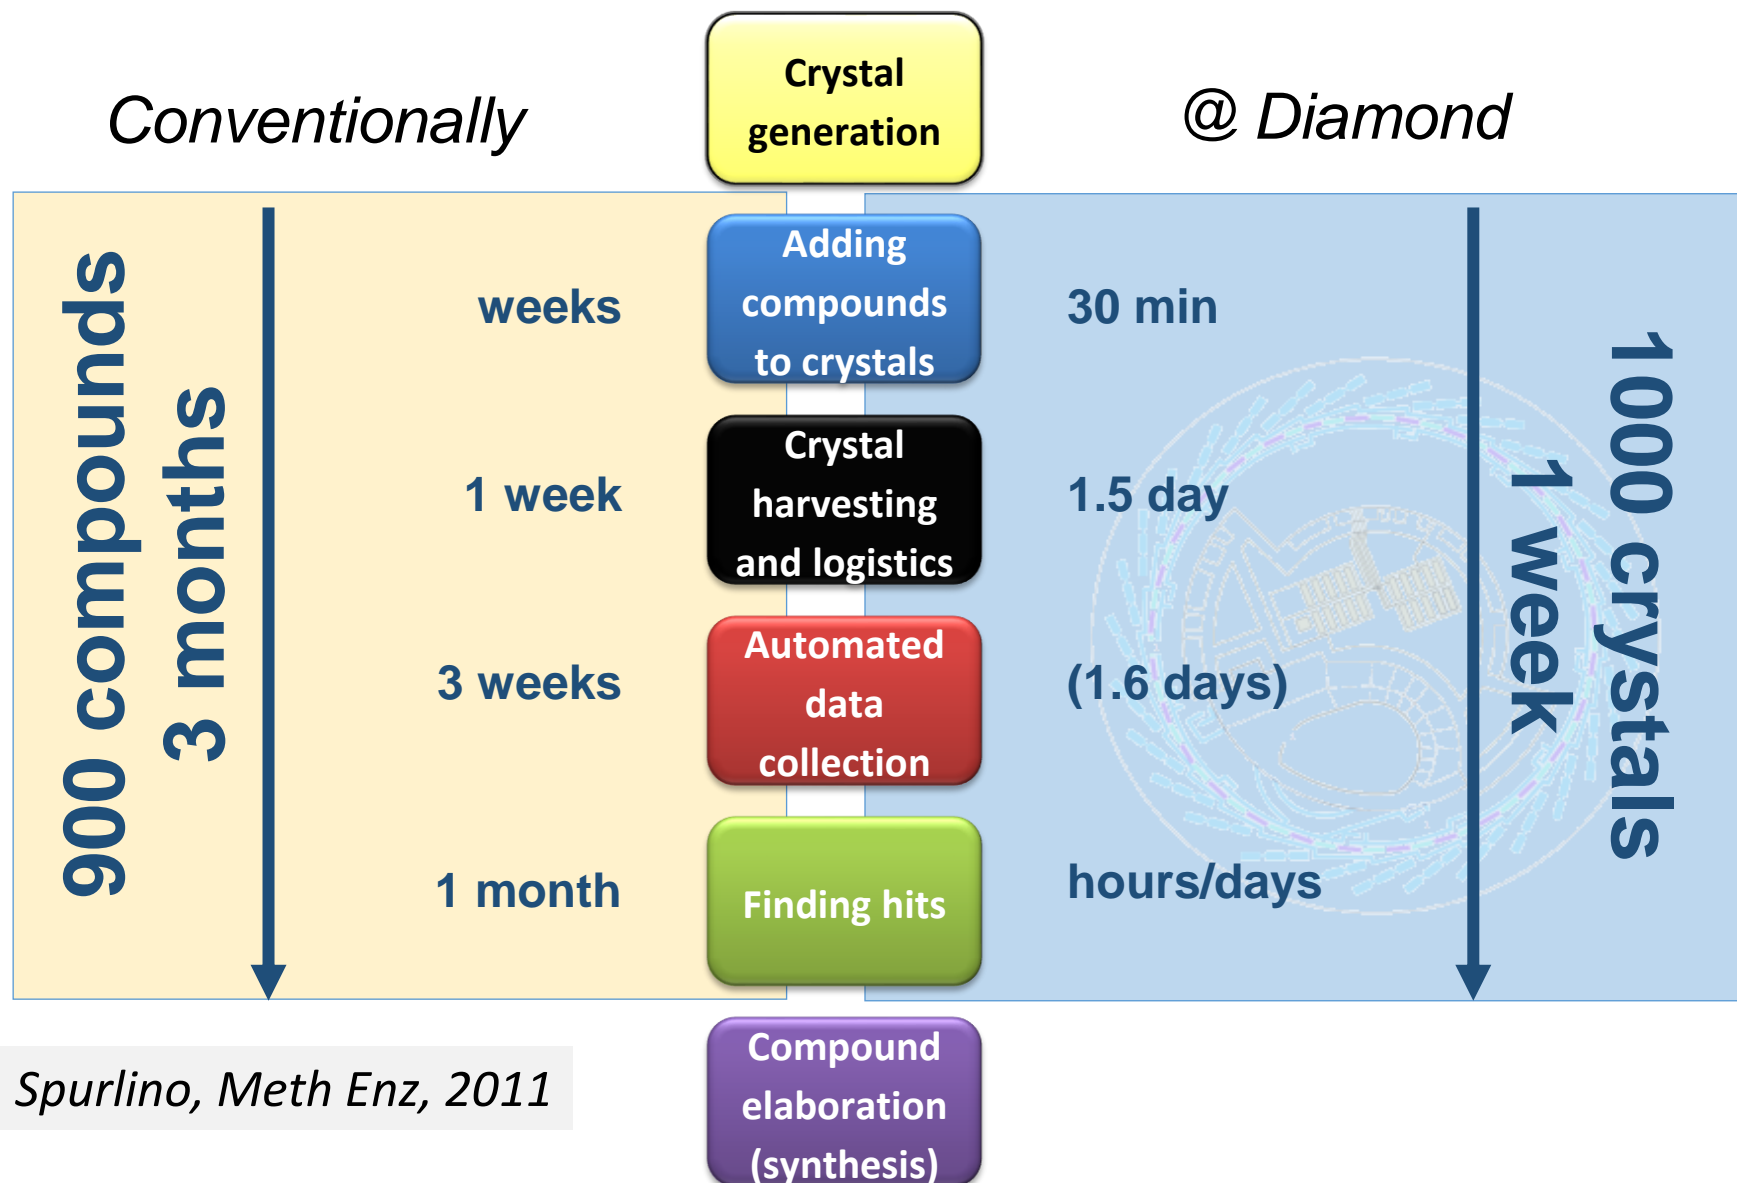 Conventionally
Crystal
generation
@ Diamond
900 compounds
3 months
weeks
Adding
compounds
to crystals
30 min
1 week
Crystal
harvesting
and logistics
1.5 day
3 weeks
Automated
data
collection
(1.6 days)
1 month
Finding hits
hours/days
1000 crystals
1 week
Compound
elaboration
(synthesis)
Spurlino, Meth Enz, 2011